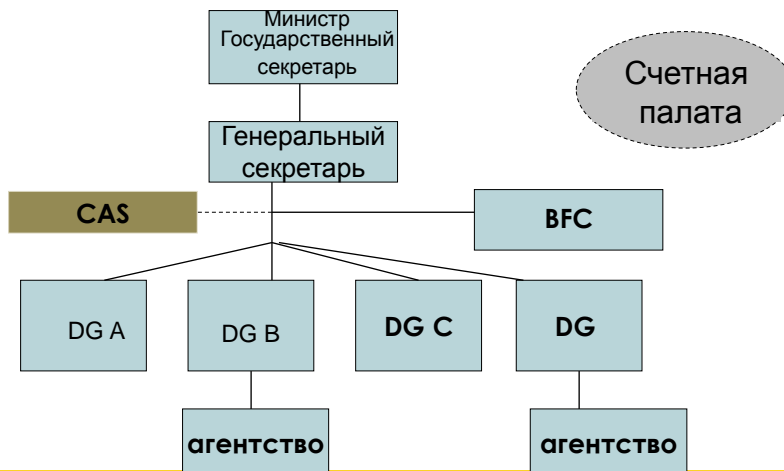 Министр
Государственный
секретарь
Счетная
палата
Генеральный
секретарь
CAS
BFC
DG A
DG B
DG C
DG
агентство
агентство